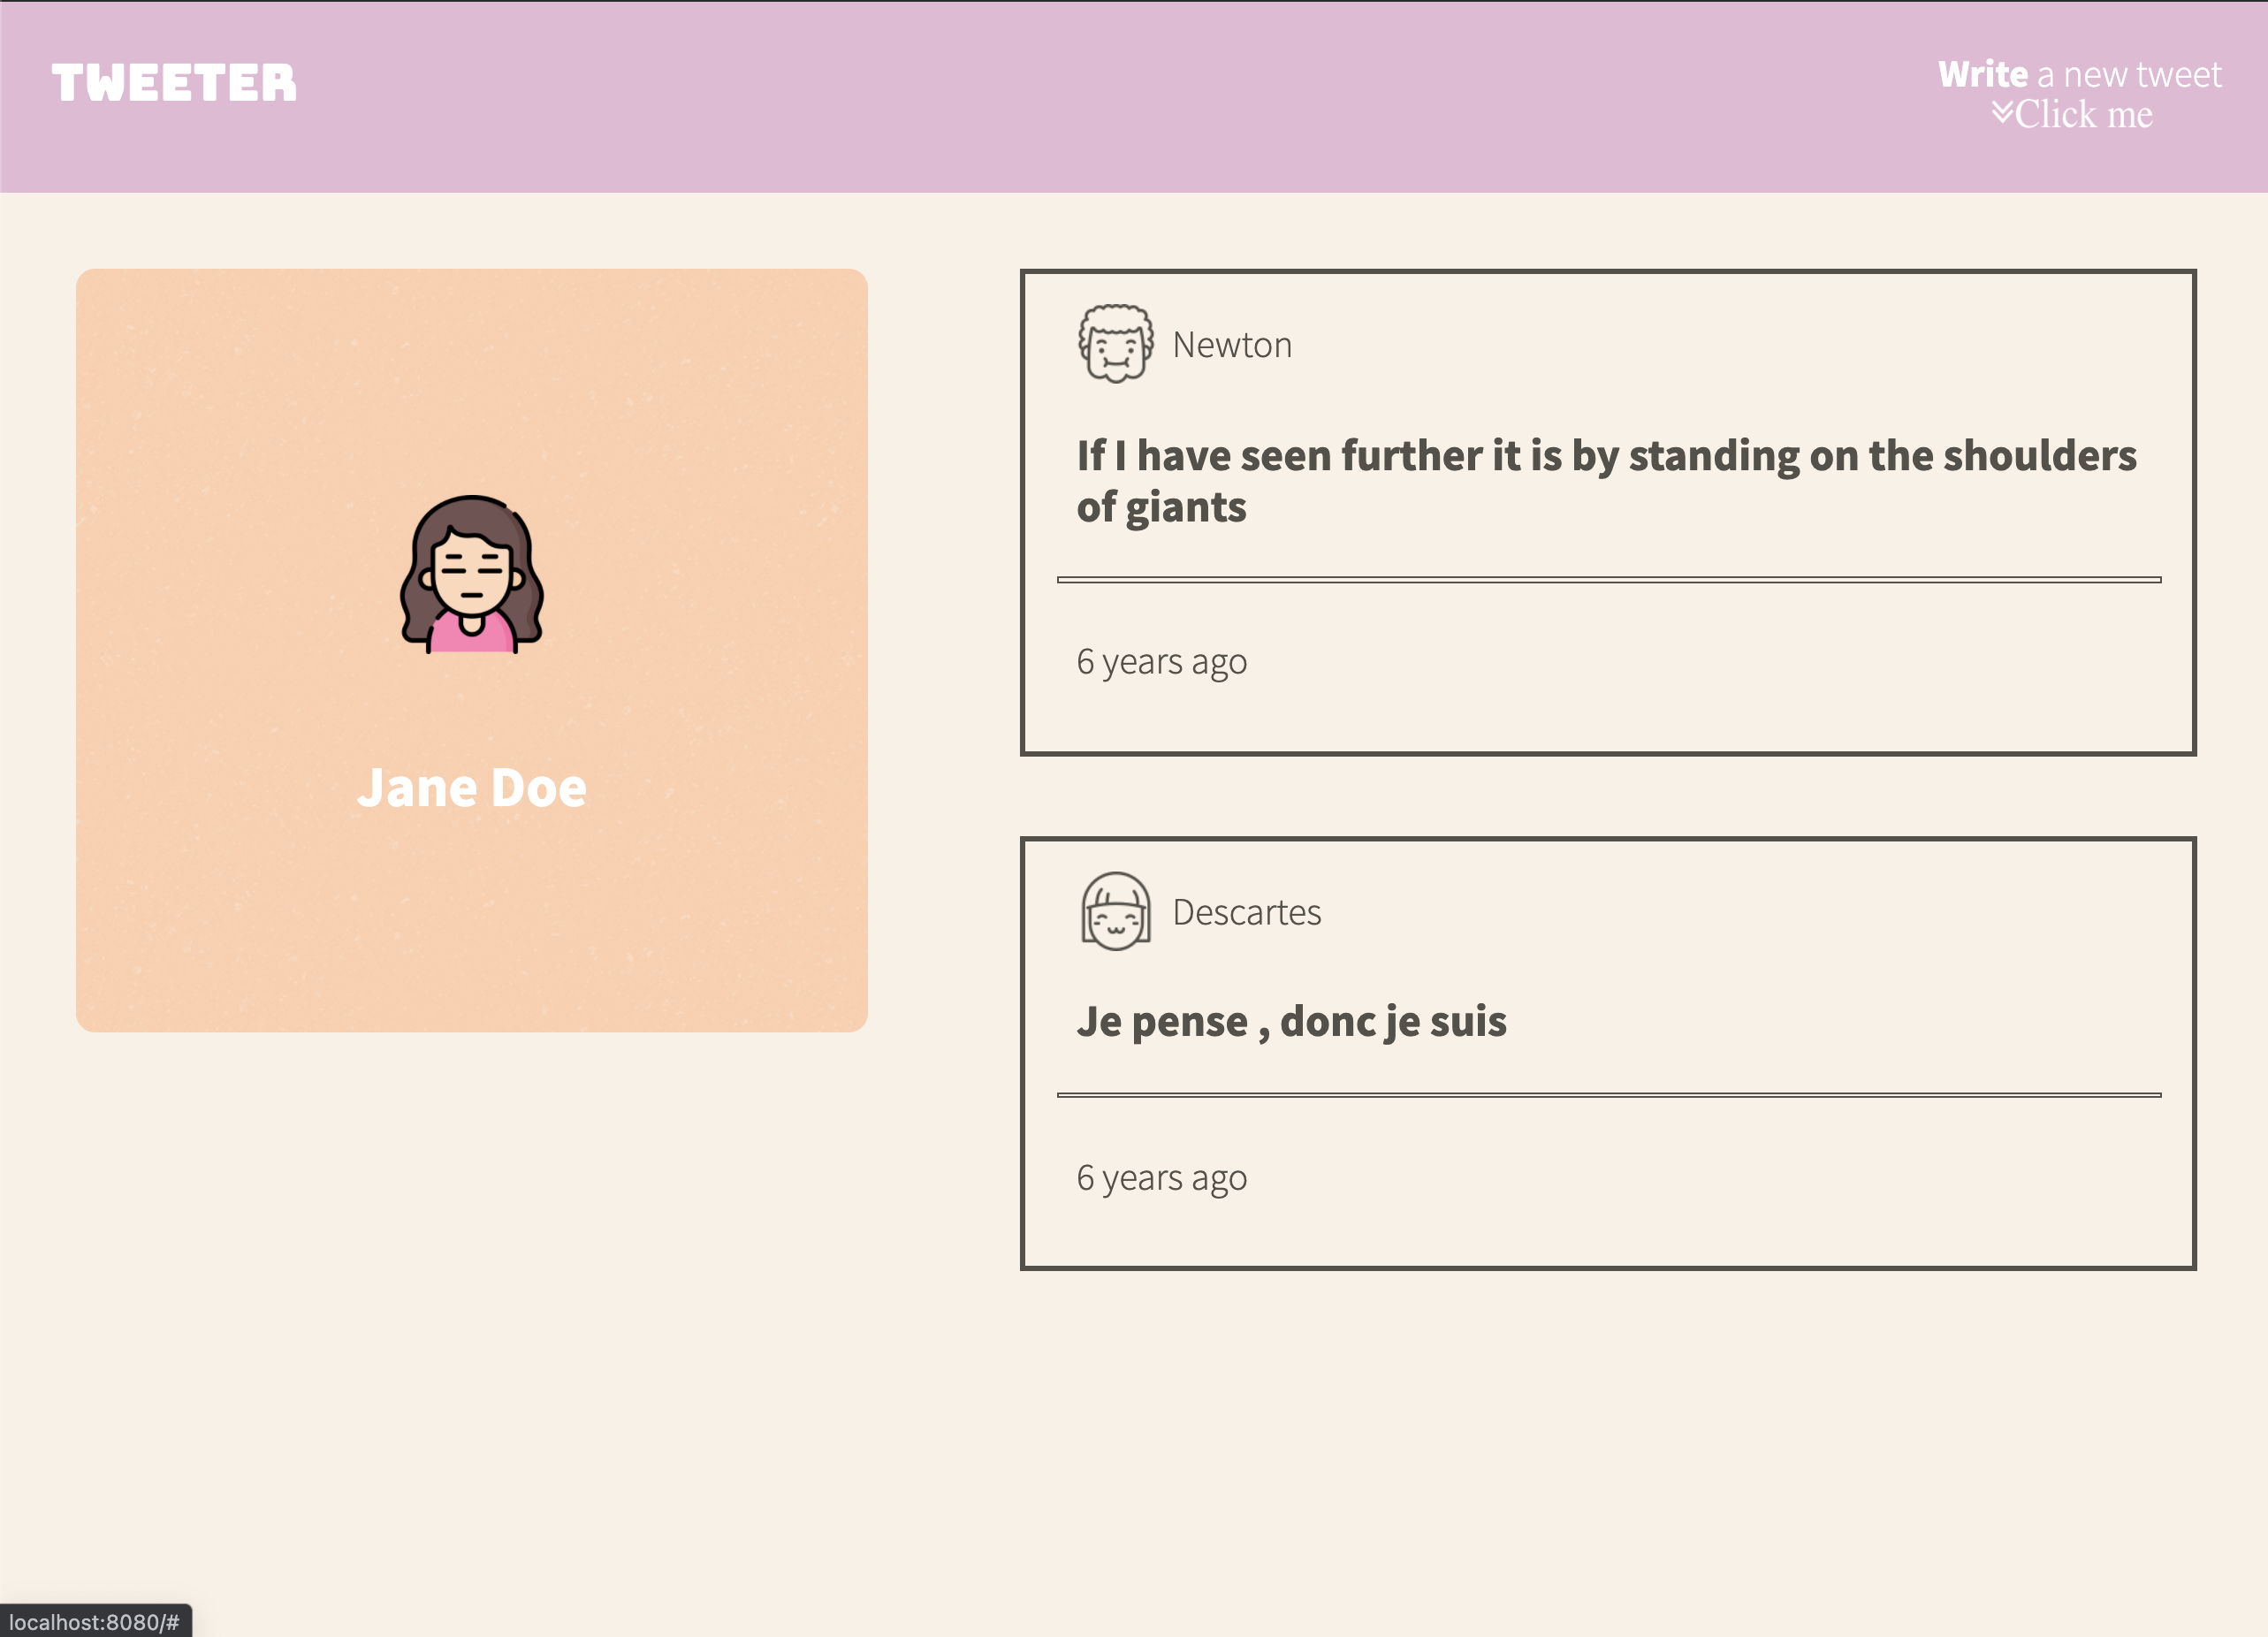 TWEETER
Write a new tweet
Click me
Jane Doe
Newton
If I have seen further it is by standing on the shoulders
of giants
6 years ago
Descartes
Je pense , donc je suis
6 years ago
localhost:8080/#